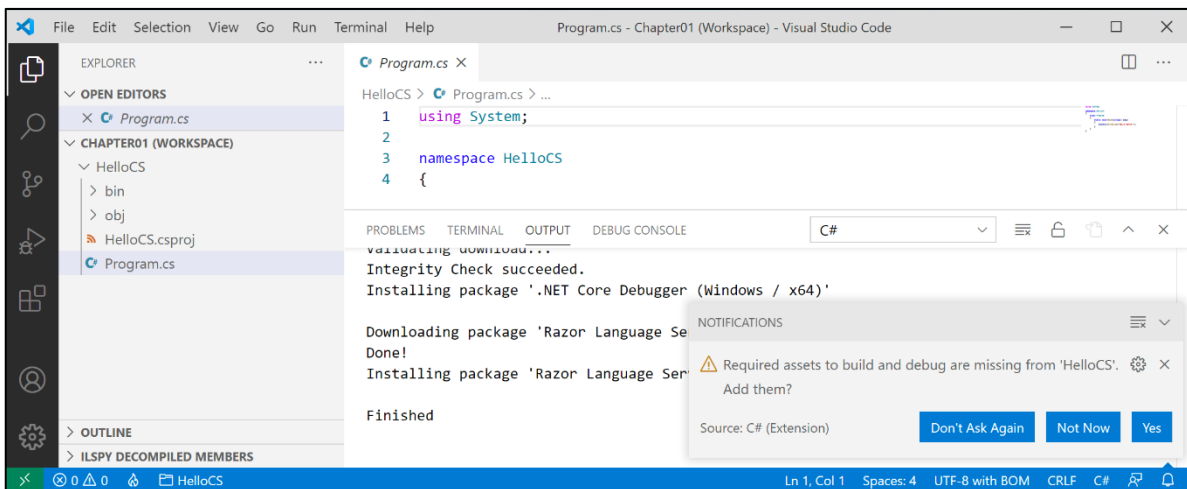 File Edit Selection View Go Run Terminal Help Program.cs - Chapter01 (Workspace) - Visual Studio Code
EXPLORER ...
OPEN EDITORS
Program.cs
CHAPTER01 (WORKSPACE)
HelloCS
bin
obj
HelloCS.csproj
Program.cs
OUTLINE
ILSPY DECOMPILED MEMBERS
Program.cs
HelloCS > Program.cs > ...
1 using System;
2
3 namespace HelloCS
4 {
PROBLEMS TERMINAL OUTPUT DEBUG CONSOLE C#
Validating download...
Integrity Check succeeded.
Installing package '.NET Core Debugger (Windows / x64)'
Downloading package 'Razor Language Se
Done!
Installing package 'Razor Language Ser
Finished
NOTIFICATIONS
Required assets to build and debug are missing from 'HelloCS'.
Add them?
Source: C# (Extension) Don't Ask Again Not Now Yes
0 0 HelloCS Ln 1, Col 1 Spaces: 4 UTF-8 with BOM CRLF C#